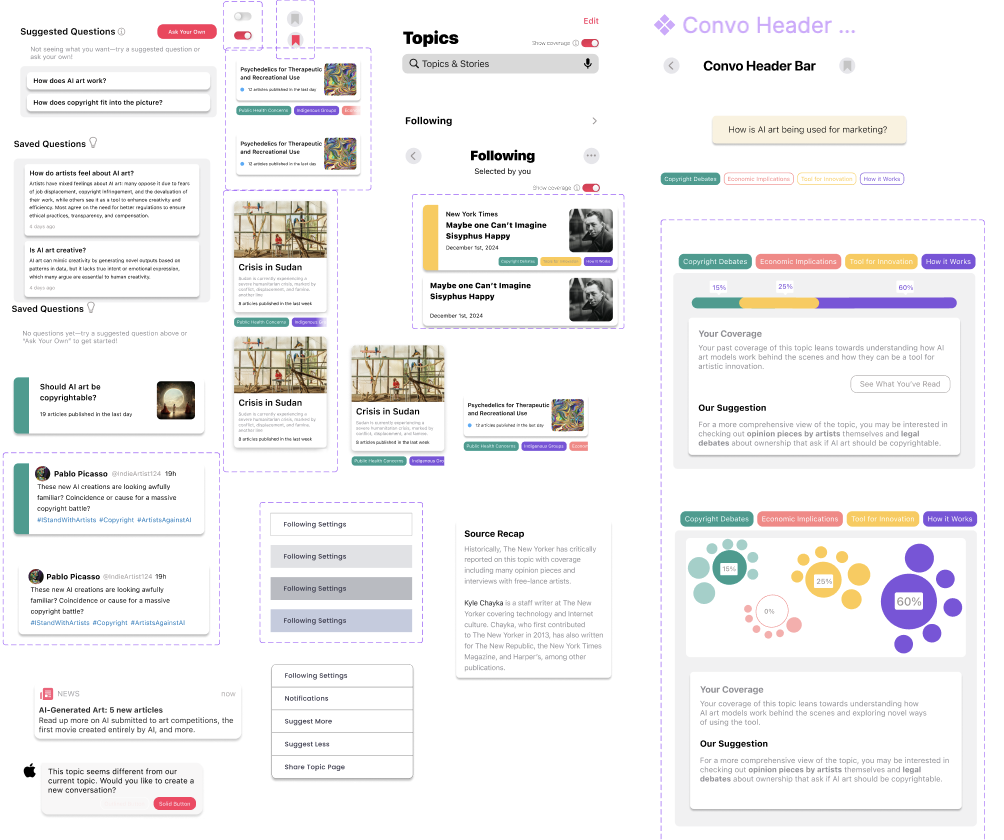 Suggested Questions
Ask Your Own
Not seeing what you want—try a suggested question or
ask your own!
How does AI art work?
How does copyright fit into the picture?
Saved Questions
How do artists feel about AI art?
Artists have mixed feelings about AI art: many oppose it due to fears
of job displacement, copyright infringement, and the devaluation of
their work, while others see it as a tool to enhance creativity and
efficiency. Most agree on the need for better regulations to ensure
ethical practices, transparency, and compensation.
4 days ago
Is AI art creative?
AI art can mimic creativity by generating novel outputs based on
patterns in data, but it lacks true intent or emotional expression,
which many argue are essential to human creativity.
4 days ago
Saved Questions
No questions yet—try a suggested question above or
"Ask Your Own" to get started!
Should AI art be
copyrightable?
19 articles published in the last day
Pablo Picasso @IndieArtist124 19h
These new AI creations are looking awfully
familiar? Coincidence or cause for a massive
copyright battle?
#IStandWithArtists #Copyright #ArtistsAgainstAI
Pablo Picasso @IndieArtist124 19h
These new AI creations are looking awfully
familiar? Coincidence or cause for a massive
copyright battle?
#IStandWithArtists #Copyright #ArtistsAgainstAI
NEWS
now
AI-Generated Art: 5 new articles
Read up more on AI submitted to art competitions, the
first movie created entirely by AI, and more.
This topic seems different from our
current topic. Would you like to create a
new conversation?
Solid Button
Psychedelics for Therapeutic
and Recreational Use
12 articles published in the last day
Public Health Concerns
Indigenous Groups
Psychedelics for Therapeutic
and Recreational Use
12 articles published in the last day
Crisis in Sudan
Sudan is currently experiencing a
severe humanitarian crisis, marked by
conflict, displacement, and famine.
another line
8 articles published in the last week
Public Health Concerns
Indigenous G
Crisis in Sudan
Sudan is currently experiencing a
severe humanitarian crisis, marked by
conflict, displacement, and famine.
another line
8 articles published in the last week
Crisis in Sudan
Sudan is currently experiencing a
severe humanitarian crisis, marked by
conflict, displacement, and famine.
another line
8 articles published in the last week
Public Health Concerns
Indigenous Gr
Psychedelics for Therapeutic
and Recreational Use
12 articles published in the last day
Public Health Concerns
Indigenous Groups
Econom
Following Settings
Following Settings
Following Settings
Following Settings
Following Settings
Notifications
Suggest More
Suggest Less
Share Topic Page
Edit
Topics
Show coverage
Topics & Stories
Following
Following
Selected by you
Show coverage
New York Times
Maybe one Can't Imagine
Sisyphus Happy
December 1st, 2024
Copyright Debates
How it Works
Maybe one Can't Imagine
Sisyphus Happy
December 1st, 2024
Source Recap
Historically, The New Yorker has critically
reported on this topic with coverage
including many opinion pieces and
interviews with free-lance artists.
Kyle Chayka is a staff writer at The New
Yorker covering technology and Internet
culture. Chayka, who first contributed
to The New Yorker in 2013, has also written
for The New Republic, the New York Times
Magazine, and Harper's, among other
publications.
Convo Header ...
Convo Header Bar
How is AI art being used for marketing?
Copyright Debates
Economic Implications
Tool for Innovation
How it Works
Copyright Debates
Economic Implications
Tool for Innovation
How it Works
15%
25%
60%
Your Coverage
Your past coverage of this topic leans towards understanding how AI
art models work behind the scenes and how they can be a tool for
artistic innovation.
See What You've Read
Our Suggestion
For a more comprehensive view of the topic, you may be interested in
checking out opinion pieces by artists themselves and legal
debates about ownership that ask if AI art should be copyrightable.
Copyright Debates
Economic Implications
Tool for Innovation
How it Works
15%
25%
0%
60%
Your Coverage
Your coverage of this topic leans towards understanding how
AI art models work behind the scenes and exploring novel ways
of using the tool.
Our Suggestion
For a more comprehensive view of the topic, you may be interested in
checking out opinion pieces by artists themselves and legal
debates about ownership that ask if AI art should be copyrightable.